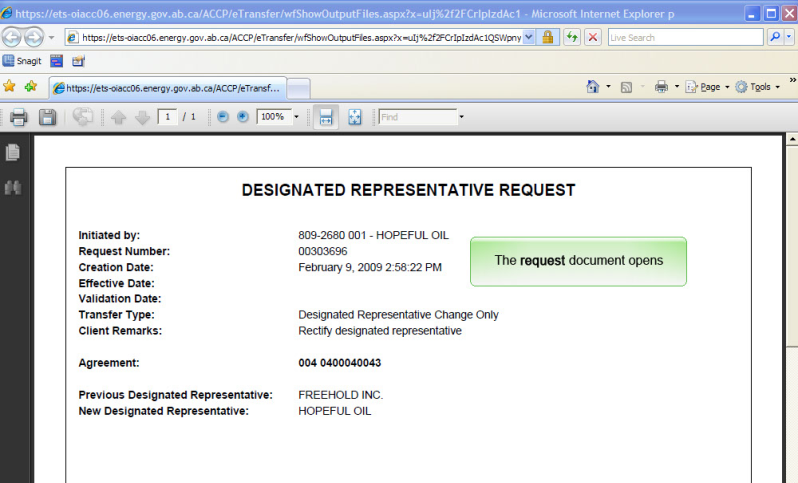 https://ets-oiacc06.energy.gov.ab.ca/ACCP/eTransfer/wfShowOutputFiles.aspx?x=uIj%2f2FCrIpIzdAc1 - Microsoft Internet Explorer p
https://ets-oiacc06.energy.gov.ab.ca/ACCP/eTransfer/wfShowOutputFiles.aspx?x=uIj%2f2FCrIpIzdAc1QSWpny
Live Search
Snagit
https://ets-oiacc06.energy.gov.ab.ca/ACCP/eTransf...
Page
Tools
1 / 1
100%
Find
DESIGNATED REPRESENTATIVE REQUEST
Initiated by: 809-2680 001 - HOPEFUL OIL
Request Number: 00303696
Creation Date: February 9, 2009 2:58:22 PM
The request document opens
Effective Date:
Validation Date:
Transfer Type: Designated Representative Change Only
Client Remarks: Rectify designated representative
Agreement: 004 0400040043
Previous Designated Representative: FREEHOLD INC.
New Designated Representative: HOPEFUL OIL